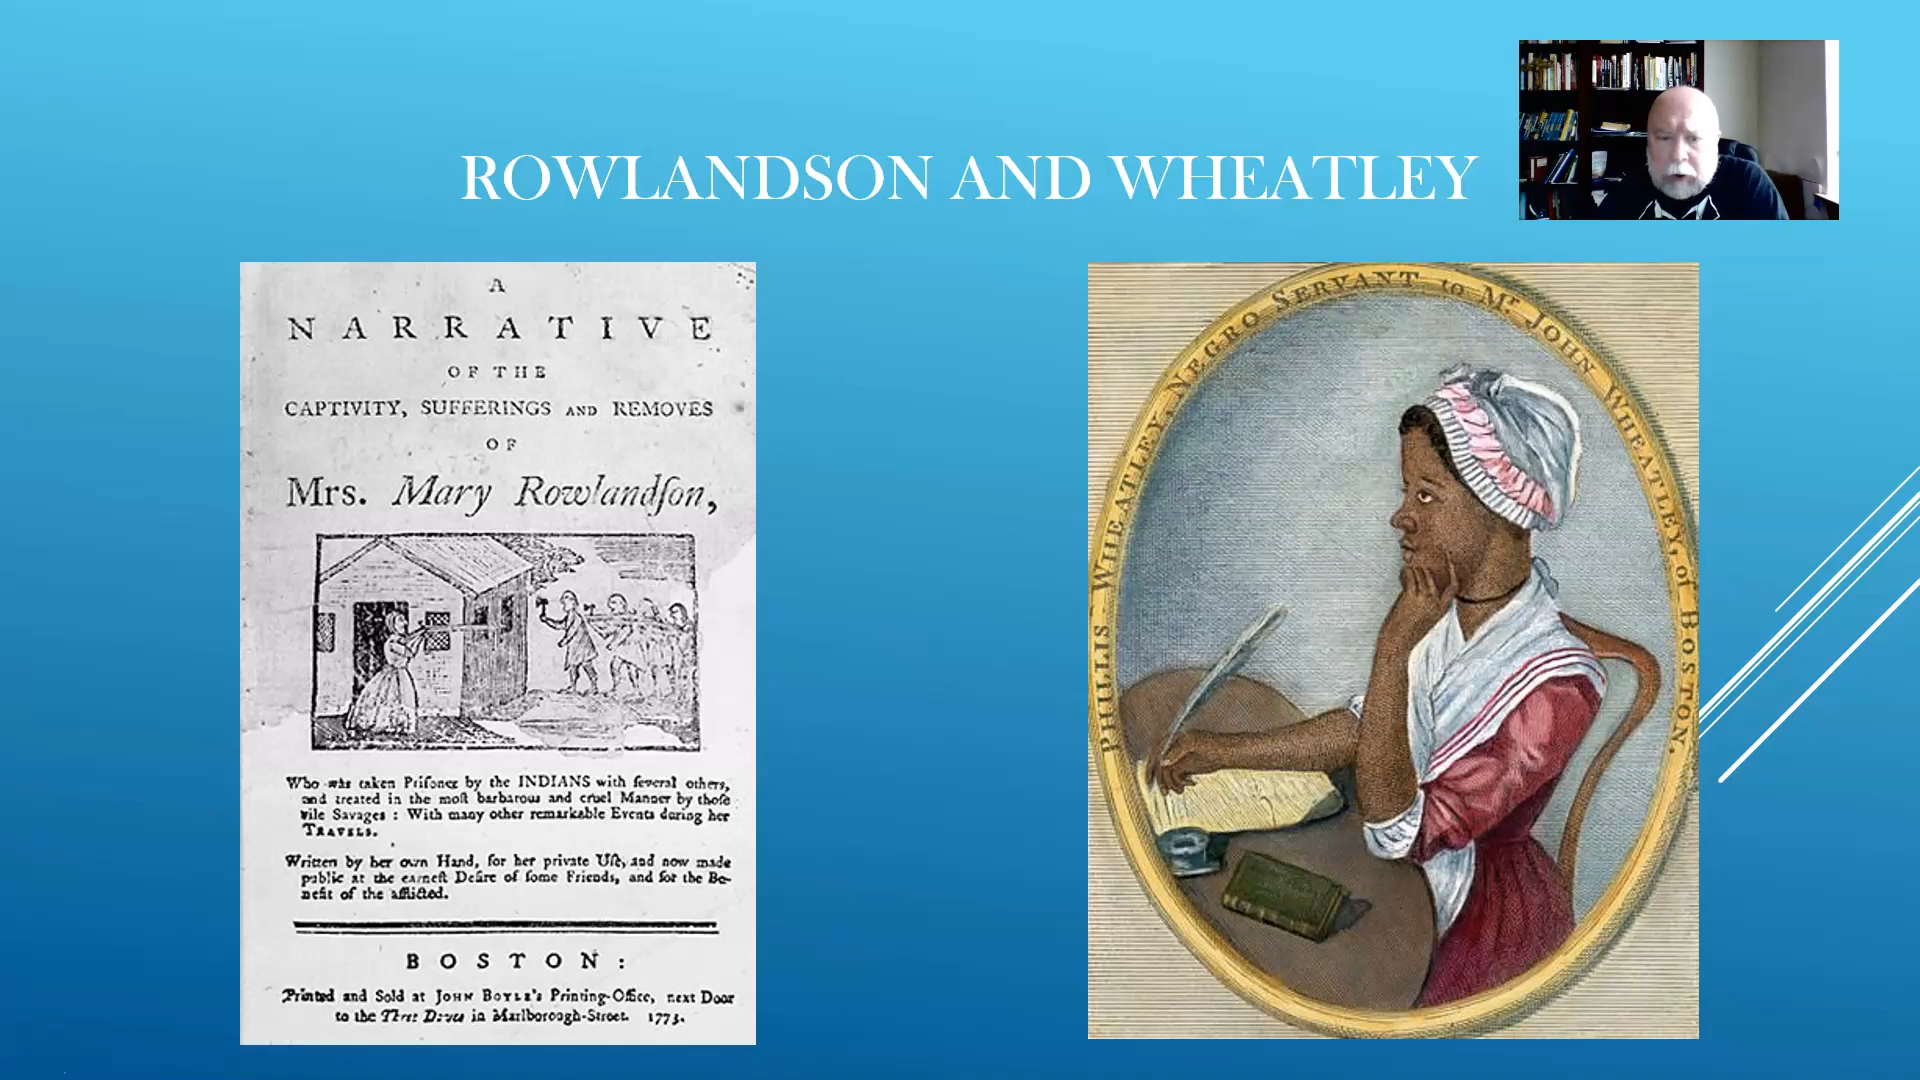 ROWLANDSON AND WHEATLEY
A
NARRATIVE
OF THE
CAPTIVITY, SUFFERINGS AND REMOVES
OF
Mrs. Mary Rowlandſon,
Who was taken Priſoner by the INDIANS with ſeveral others,
and treated in the moſt barbarous and cruel Manner by thoſe
vile Savages : With many other remarkable Events during her
TRAVELS.
Written by her own Hand, for her private Uſe, and now made
public at the earneſt Deſire of ſome Friends, and for the Be-
nefit of the afflicted.
BOSTON:
Printed and Sold at JOHN BOYLE's Printing-Office, next Door
to the Three Doves in Marlborough-Street. 1773.
PHILLIS WHEATLEY, NEGRO SERVANT to Mr. JOHN WHEATLEY, of BOSTON.